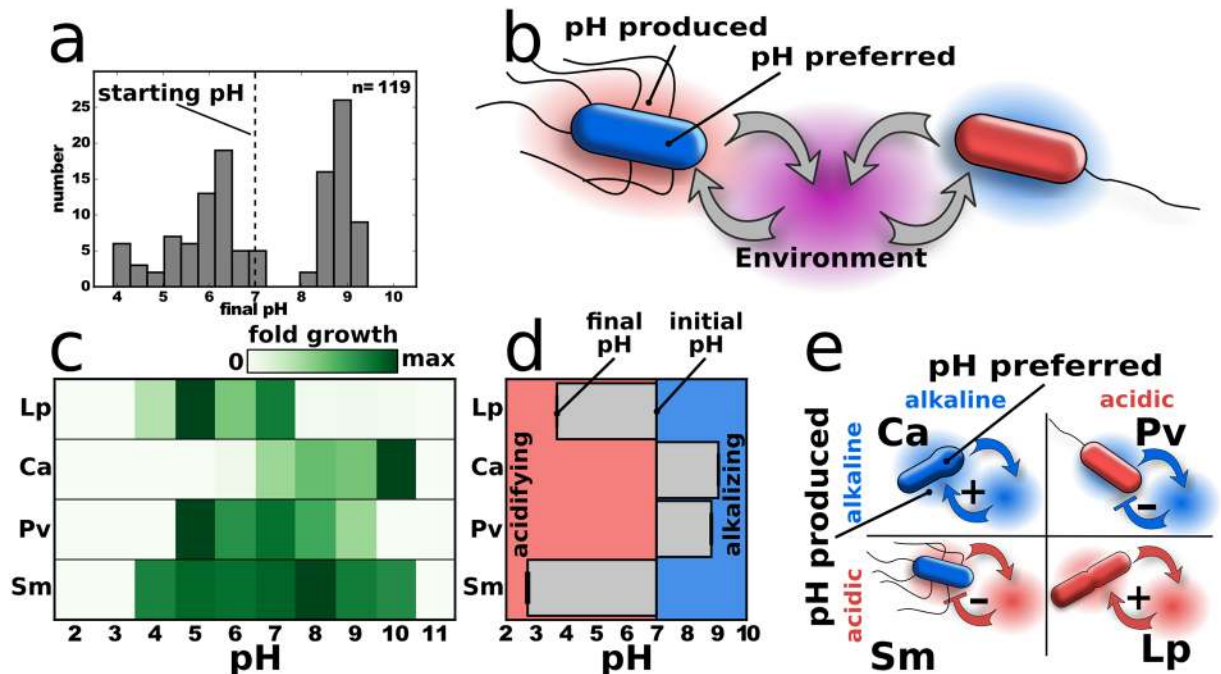 a
starting pH
n= 119
number
25
20
15
10
5
0
4 5 6 7 8 9 10
final pH
b
pH produced
pH preferred
Environment
c
fold growth
0 max
Lp
Ca
Pv
Sm
2 3 4 5 6 7 8 9 10 11
pH
d
final pH
initial pH
Lp
Ca
Pv
Sm
acidifying
alkalizing
2 3 4 5 6 7 8 9 10
pH
e
pH preferred
alkaline acidic
pH produced
alkaline
acidic
Ca
+
Pv
−
Sm
−
Lp
+